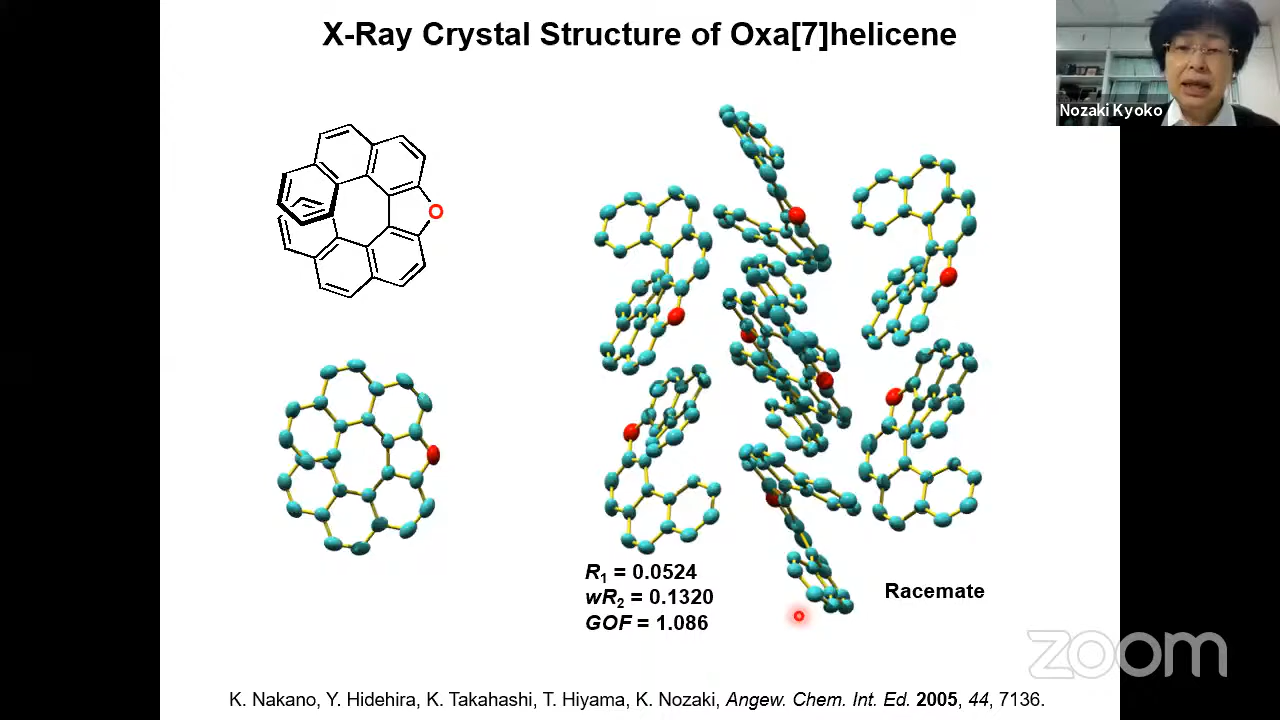 X-Ray Crystal Structure of Oxa[7]helicene
Nozaki Kyoko
O
R₁ = 0.0524
wR₂ = 0.1320
GOF = 1.086
Racemate
zoom
K. Nakano, Y. Hidehira, K. Takahashi, T. Hiyama, K. Nozaki, Angew. Chem. Int. Ed. 2005, 44, 7136.